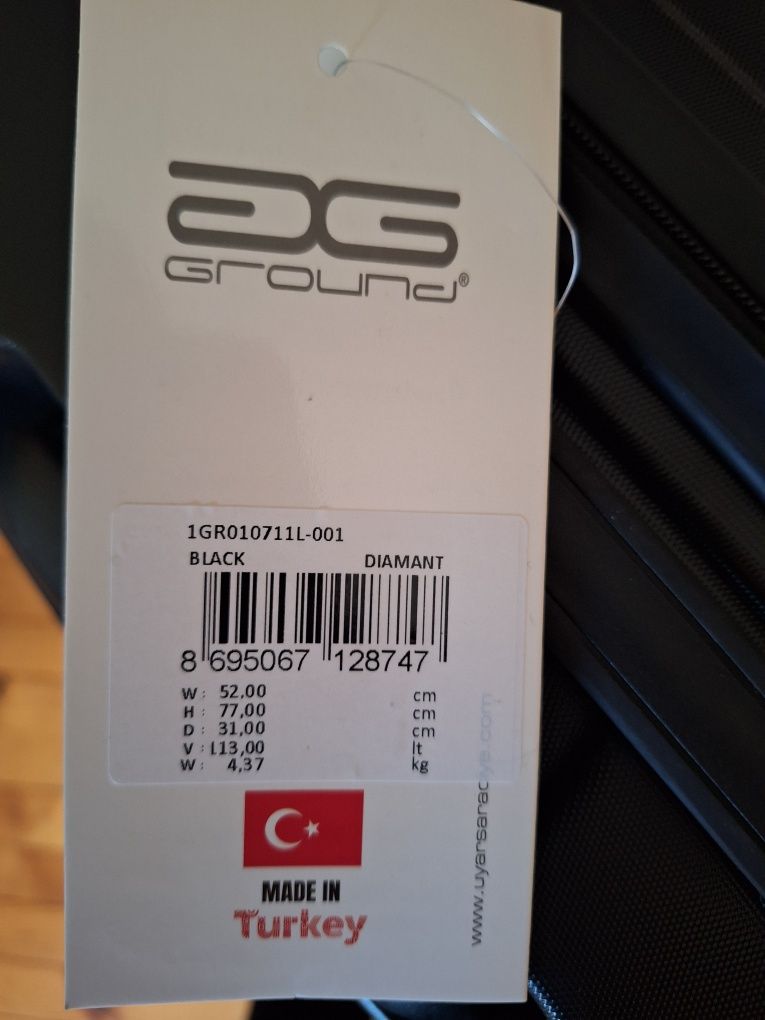 Ground®
1GR010711L-001
BLACK DIAMANT
8 695067 128747
W: 52,00 cm
H: 77,00 cm
D: 31,00 cm
V: 113,00 lt
W: 4,37 kg
MADE IN
Turkey
www.uyarsaraciye.com